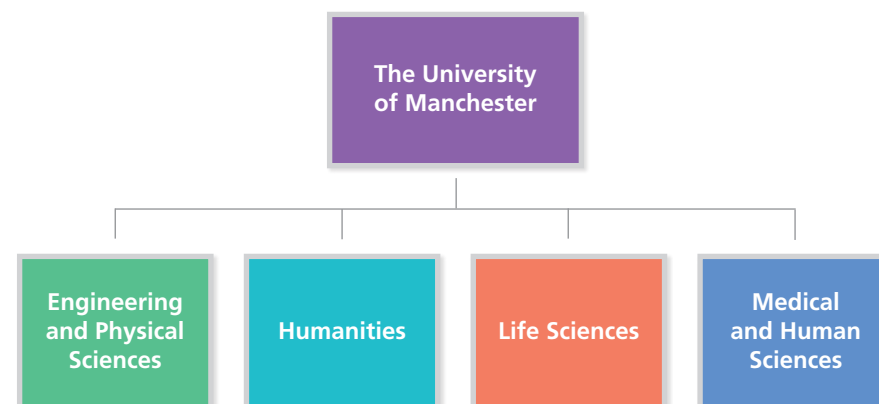 The University
of Manchester
Engineering
and Physical
Sciences
Humanities
Life Sciences
Medical
and Human
Sciences